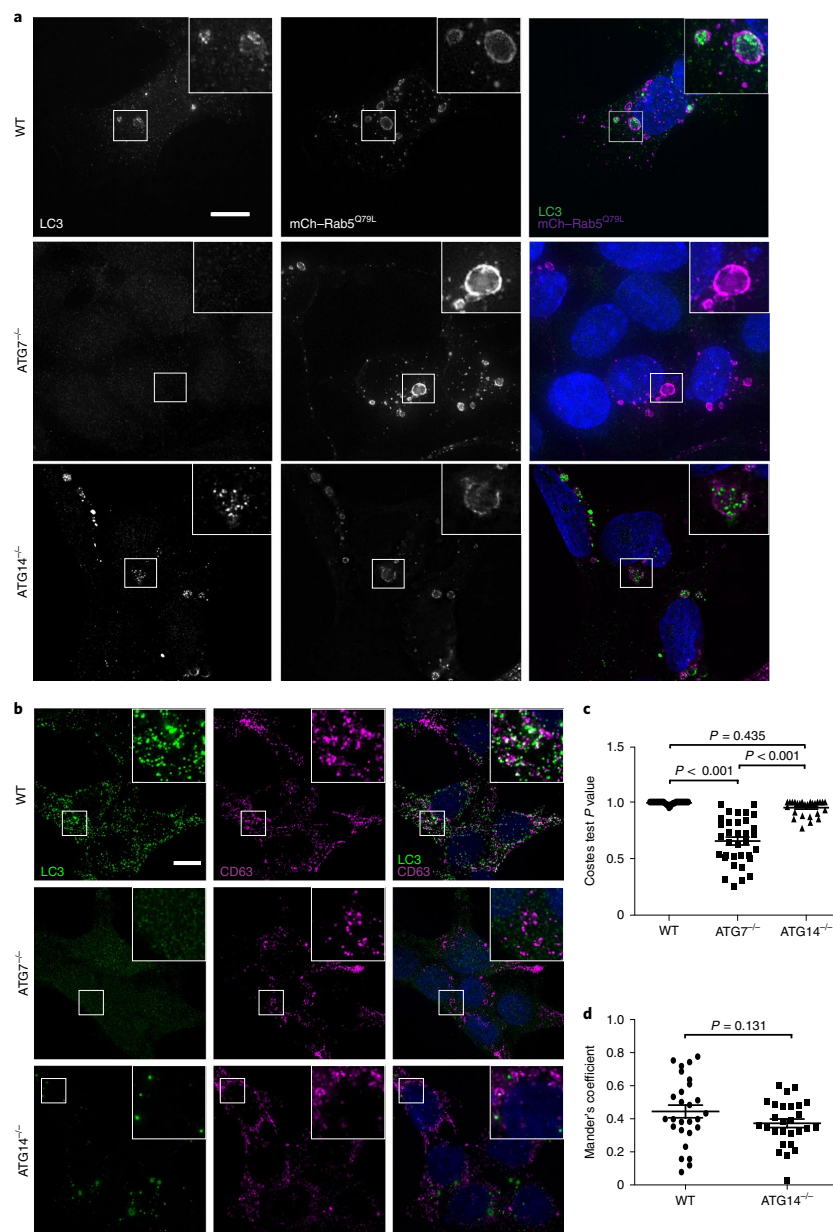 a
WT
LC3
mCh–Rab5Q79L
LC3
mCh–Rab5Q79L
ATG7–/–
ATG14–/–
b
WT
LC3
CD63
LC3
CD63
ATG7–/–
ATG14–/–
c
P = 0.435
P < 0.001
P < 0.001
1.5
1.0
0.5
0
Costes test P value
WT ATG7–/– ATG14–/–
d
P = 0.131
1.0
0.8
0.6
0.4
0.2
0
Mander's coefficient
WT ATG14–/–